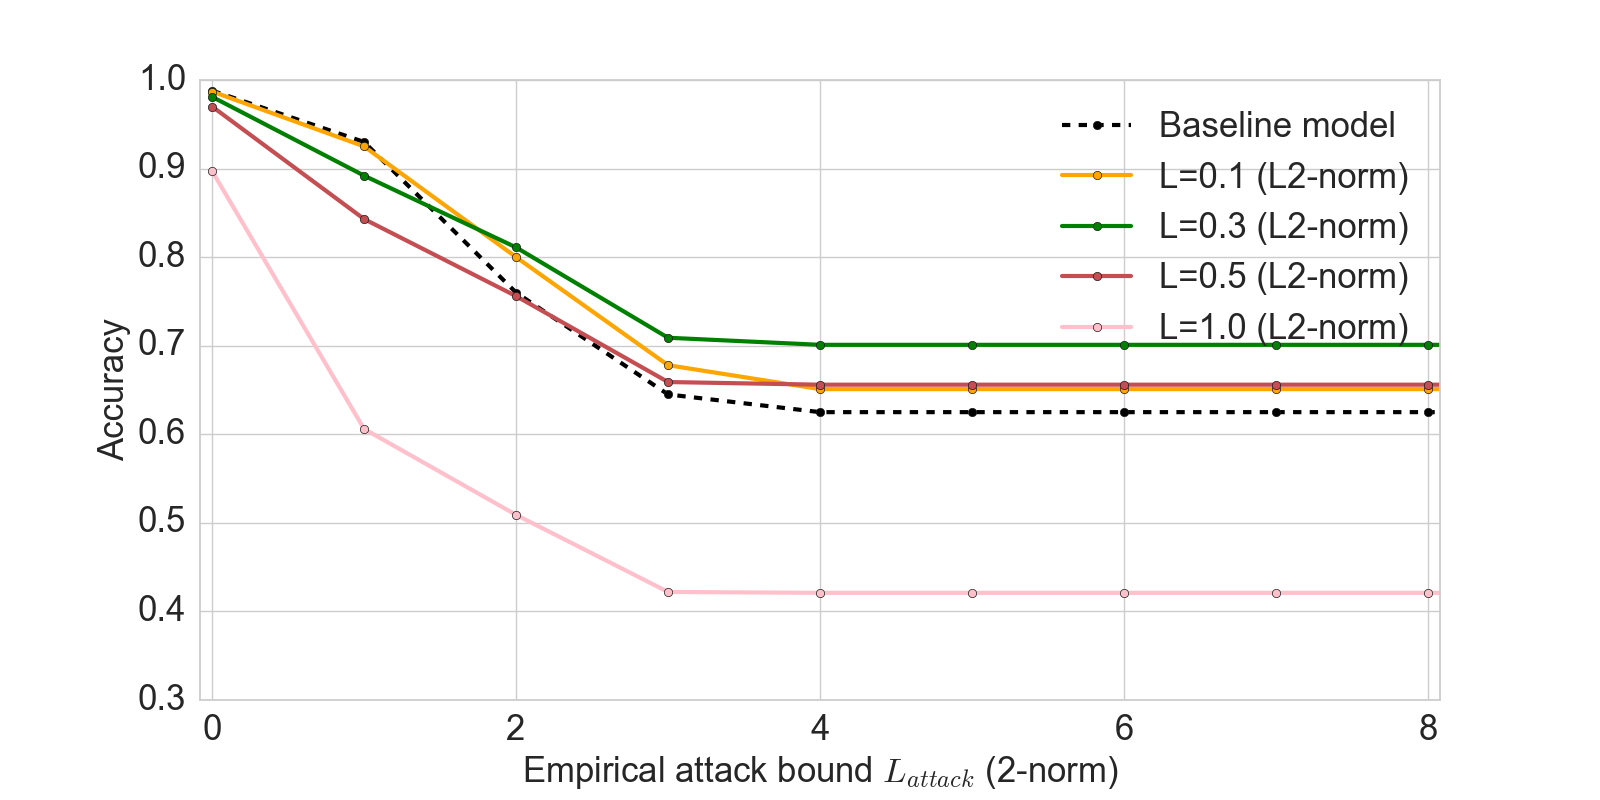 1.0
0.9
0.8
0.7
0.6
0.5
0.4
0.3
Accuracy
Baseline model
L=0.1 (L2-norm)
L=0.3 (L2-norm)
L=0.5 (L2-norm)
L=1.0 (L2-norm)
0 2 4 6 8
Empirical attack bound L_attack (2-norm)